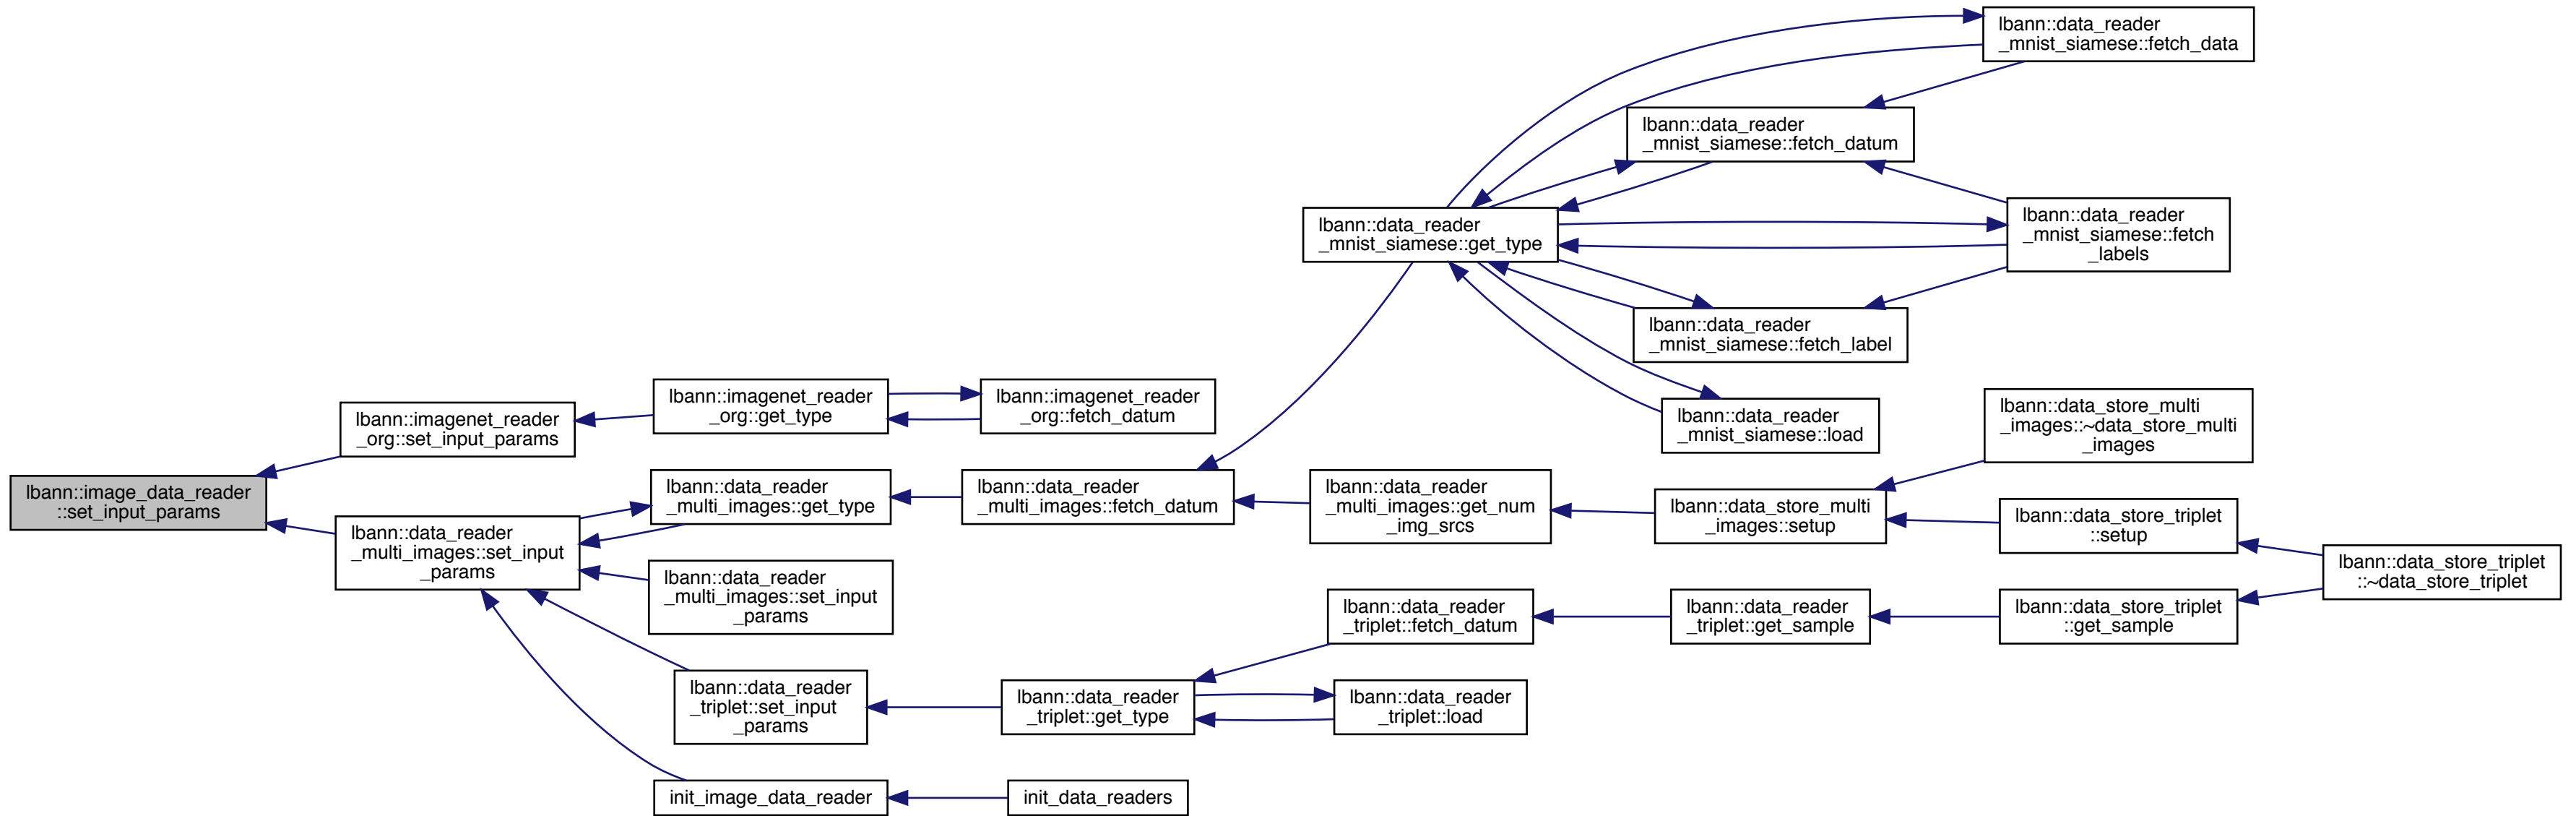 lbann::data_reader
_mnist_siamese::fetch_data
lbann::data_reader
_mnist_siamese::fetch_datum
lbann::data_reader
_mnist_siamese::get_type
lbann::data_reader
_mnist_siamese::fetch
_labels
lbann::data_reader
_mnist_siamese::fetch_label
lbann::data_reader
_mnist_siamese::load
lbann::imagenet_reader
_org::set_input_params
lbann::imagenet_reader
_org::get_type
lbann::imagenet_reader
_org::fetch_datum
lbann::data_store_multi
_images::~data_store_multi
_images
lbann::image_data_reader
::set_input_params
lbann::data_reader
_multi_images::set_input
_params
lbann::data_reader
_multi_images::get_type
lbann::data_reader
_multi_images::fetch_datum
lbann::data_reader
_multi_images::get_num
_img_srcs
lbann::data_store_multi
_images::setup
lbann::data_store_triplet
::setup
lbann::data_store_triplet
::~data_store_triplet
lbann::data_reader
_multi_images::set_input
_params
lbann::data_reader
_triplet::fetch_datum
lbann::data_reader
_triplet::get_sample
lbann::data_store_triplet
::get_sample
lbann::data_reader
_triplet::set_input
_params
lbann::data_reader
_triplet::get_type
lbann::data_reader
_triplet::load
init_image_data_reader
init_data_readers